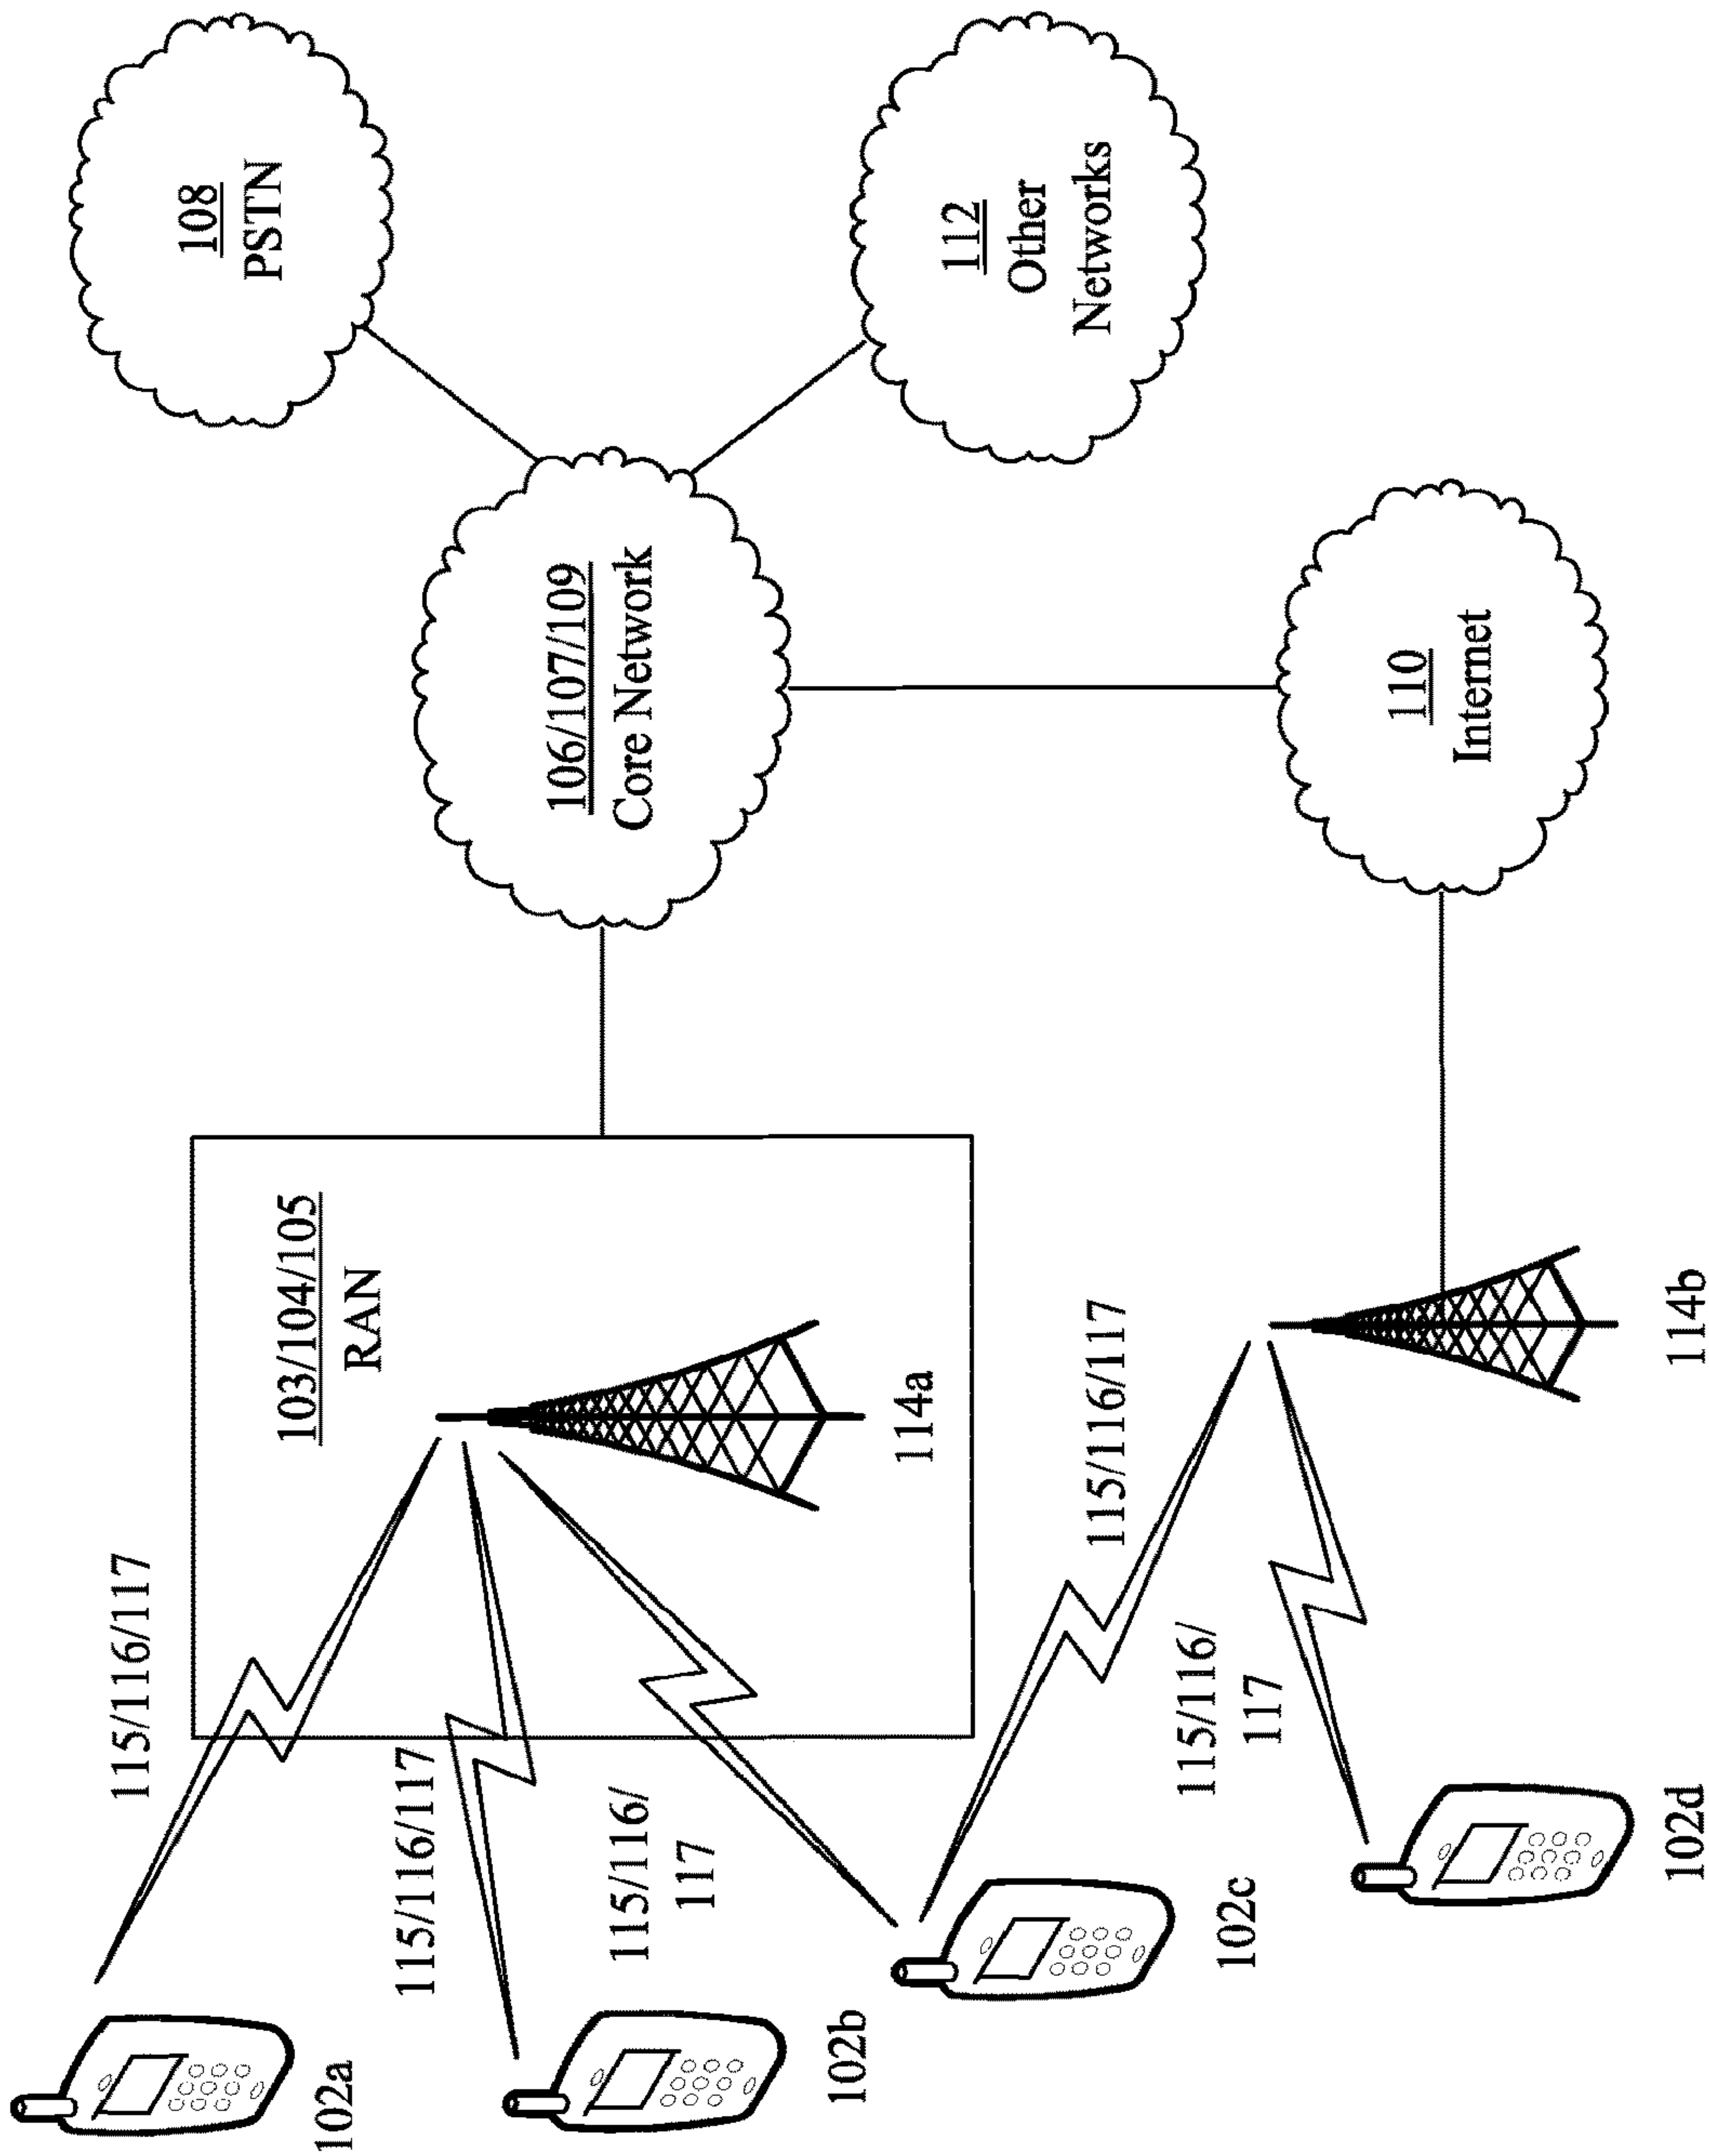 102a
115/116/117
103/104/105
RAN
108
PSTN
102b
115/116/117
115/116/
117
114a
106/107/109
Core Network
112
Other
Networks
102c
115/116/117
115/116/
117
102d
114b
110
Internet